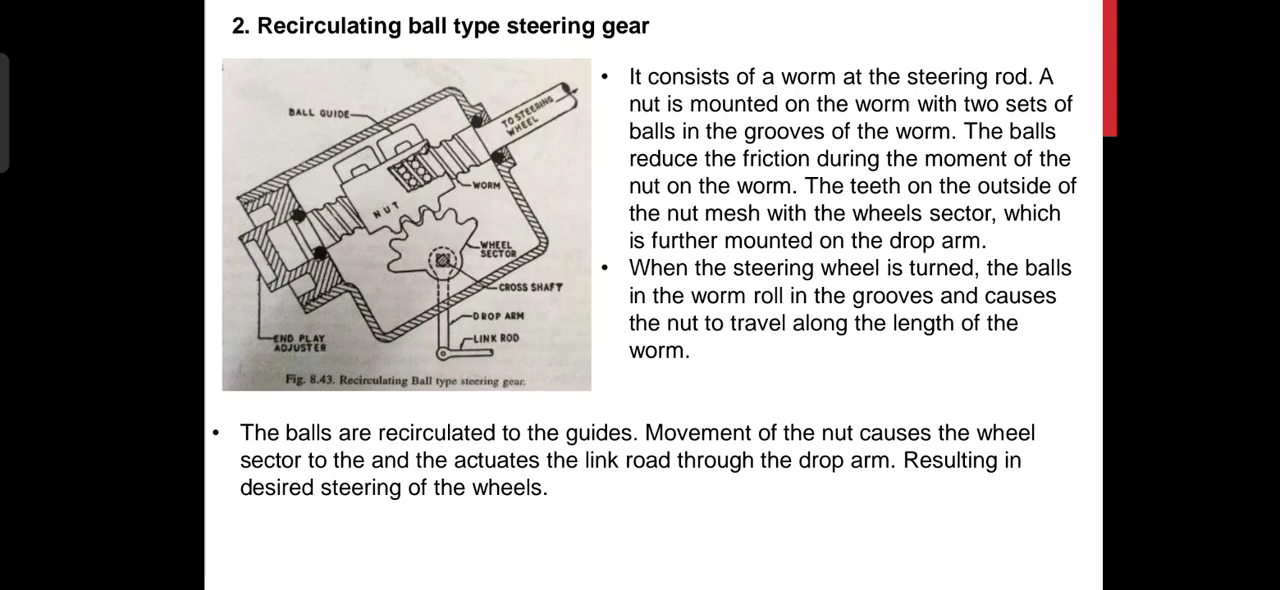 2. Recirculating ball type steering gear
BALL GUIDE
TO STEERING
WHEEL
WORM
NUT
WHEEL
SECTOR
CROSS SHAFT
DROP ARM
LINK ROD
END PLAY
ADJUSTER
Fig. 8.43. Recirculating Ball type steering gear.
• It consists of a worm at the steering rod. A
nut is mounted on the worm with two sets of
balls in the grooves of the worm. The balls
reduce the friction during the moment of the
nut on the worm. The teeth on the outside of
the nut mesh with the wheels sector, which
is further mounted on the drop arm.
• When the steering wheel is turned, the balls
in the worm roll in the grooves and causes
the nut to travel along the length of the
worm.
• The balls are recirculated to the guides. Movement of the nut causes the wheel
sector to the and the actuates the link road through the drop arm. Resulting in
desired steering of the wheels.